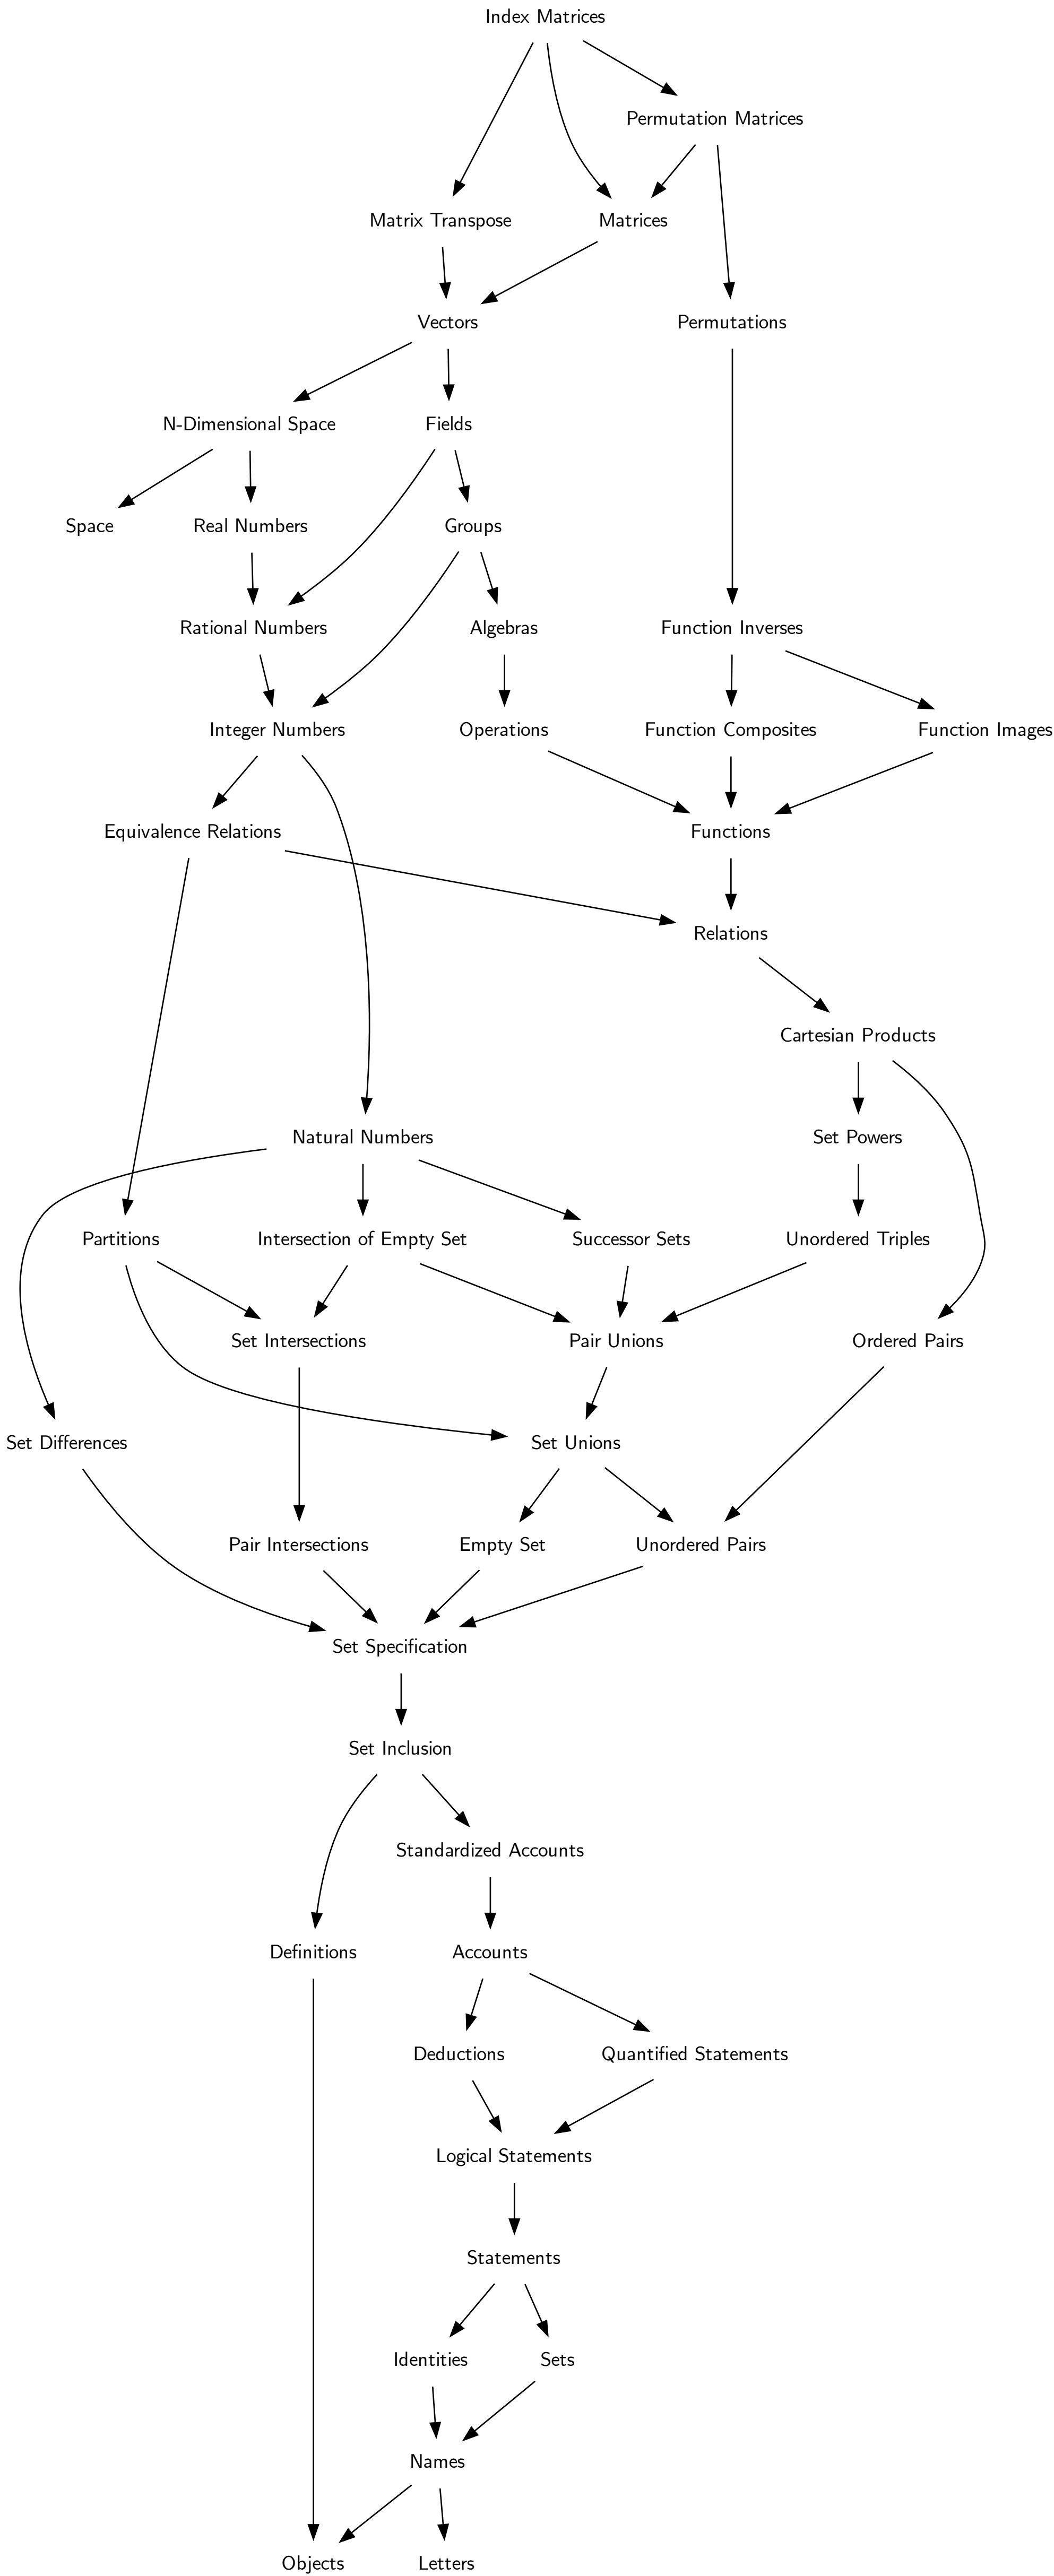 Index Matrices
Permutation Matrices
Matrix Transpose
Matrices
Vectors
Permutations
N-Dimensional Space
Fields
Space
Real Numbers
Groups
Rational Numbers
Algebras
Function Inverses
Integer Numbers
Operations
Function Composites
Function Images
Equivalence Relations
Functions
Relations
Cartesian Products
Natural Numbers
Set Powers
Partitions
Intersection of Empty Set
Successor Sets
Unordered Triples
Set Intersections
Pair Unions
Ordered Pairs
Set Differences
Set Unions
Pair Intersections
Empty Set
Unordered Pairs
Set Specification
Set Inclusion
Standardized Accounts
Definitions
Accounts
Deductions
Quantified Statements
Logical Statements
Statements
Identities
Sets
Names
Objects
Letters